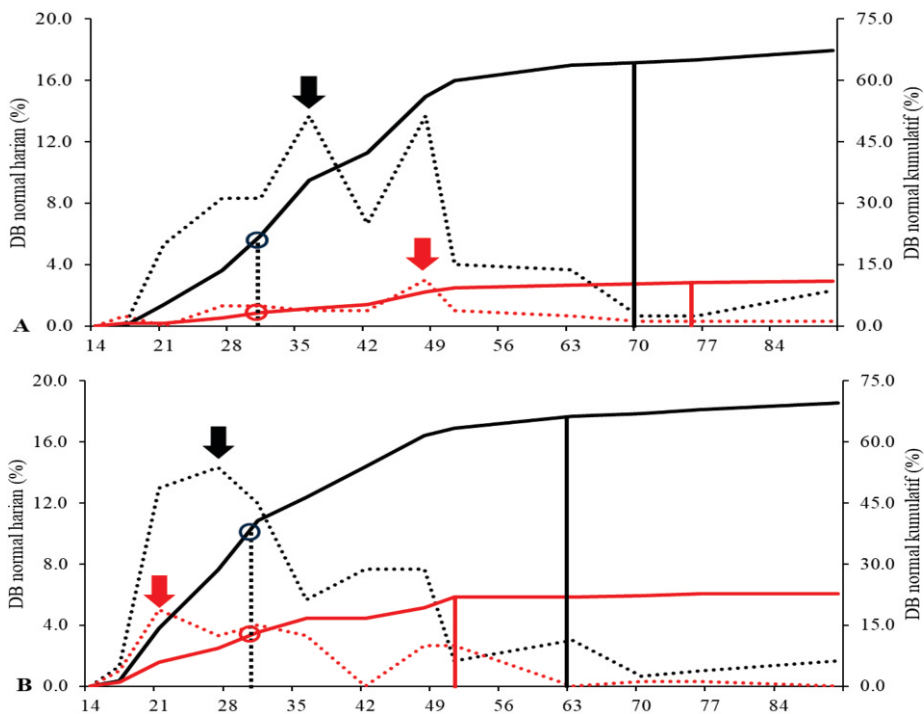 20.0 75.0
16.0 60.0
12.0 45.0
8.0 30.0
4.0 15.0
0.0 0.0
DB normal harian (%)
DB normal kumulatif (%)
A
14 21 28 35 42 49 56 63 70 77 84
20.0 75.0
16.0 60.0
12.0 45.0
8.0 30.0
4.0 15.0
0.0 0.0
DB normal harian (%)
DB normal kumulatif (%)
B
14 21 28 35 42 49 56 63 70 77 84